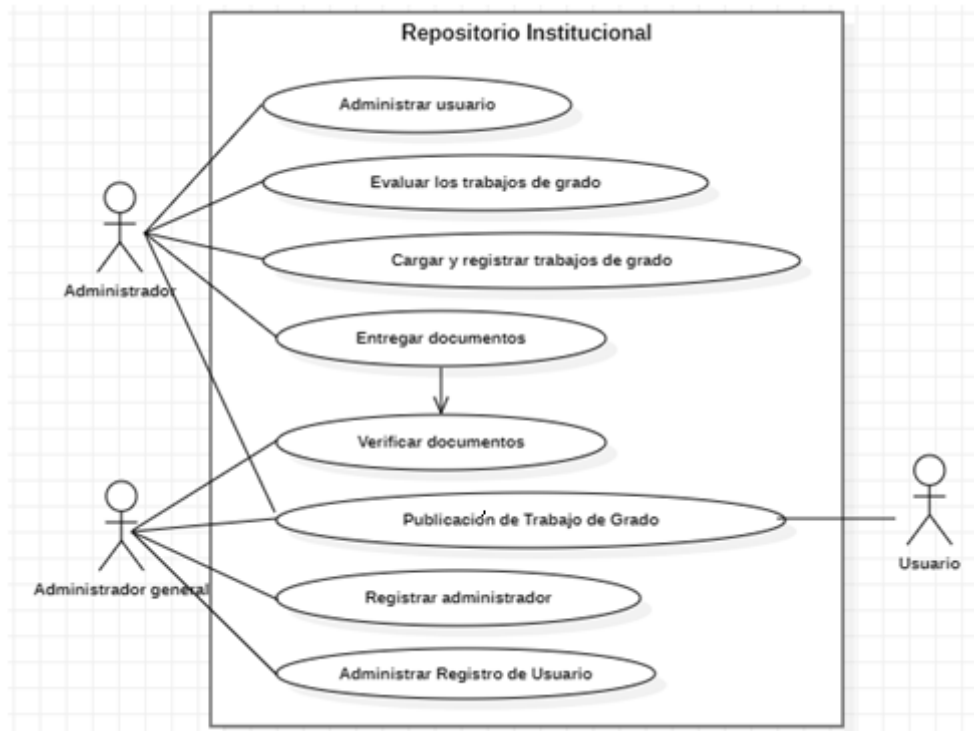 Repositorio Institucional
Administrar usuario
Evaluar los trabajos de grado
Cargar y registrar trabajos de grado
Administrador
Entregar documentos
Verificar documentos
Publicación de Trabajo de Grado
Usuario
Administrador general
Registrar administrador
Administrar Registro de Usuario